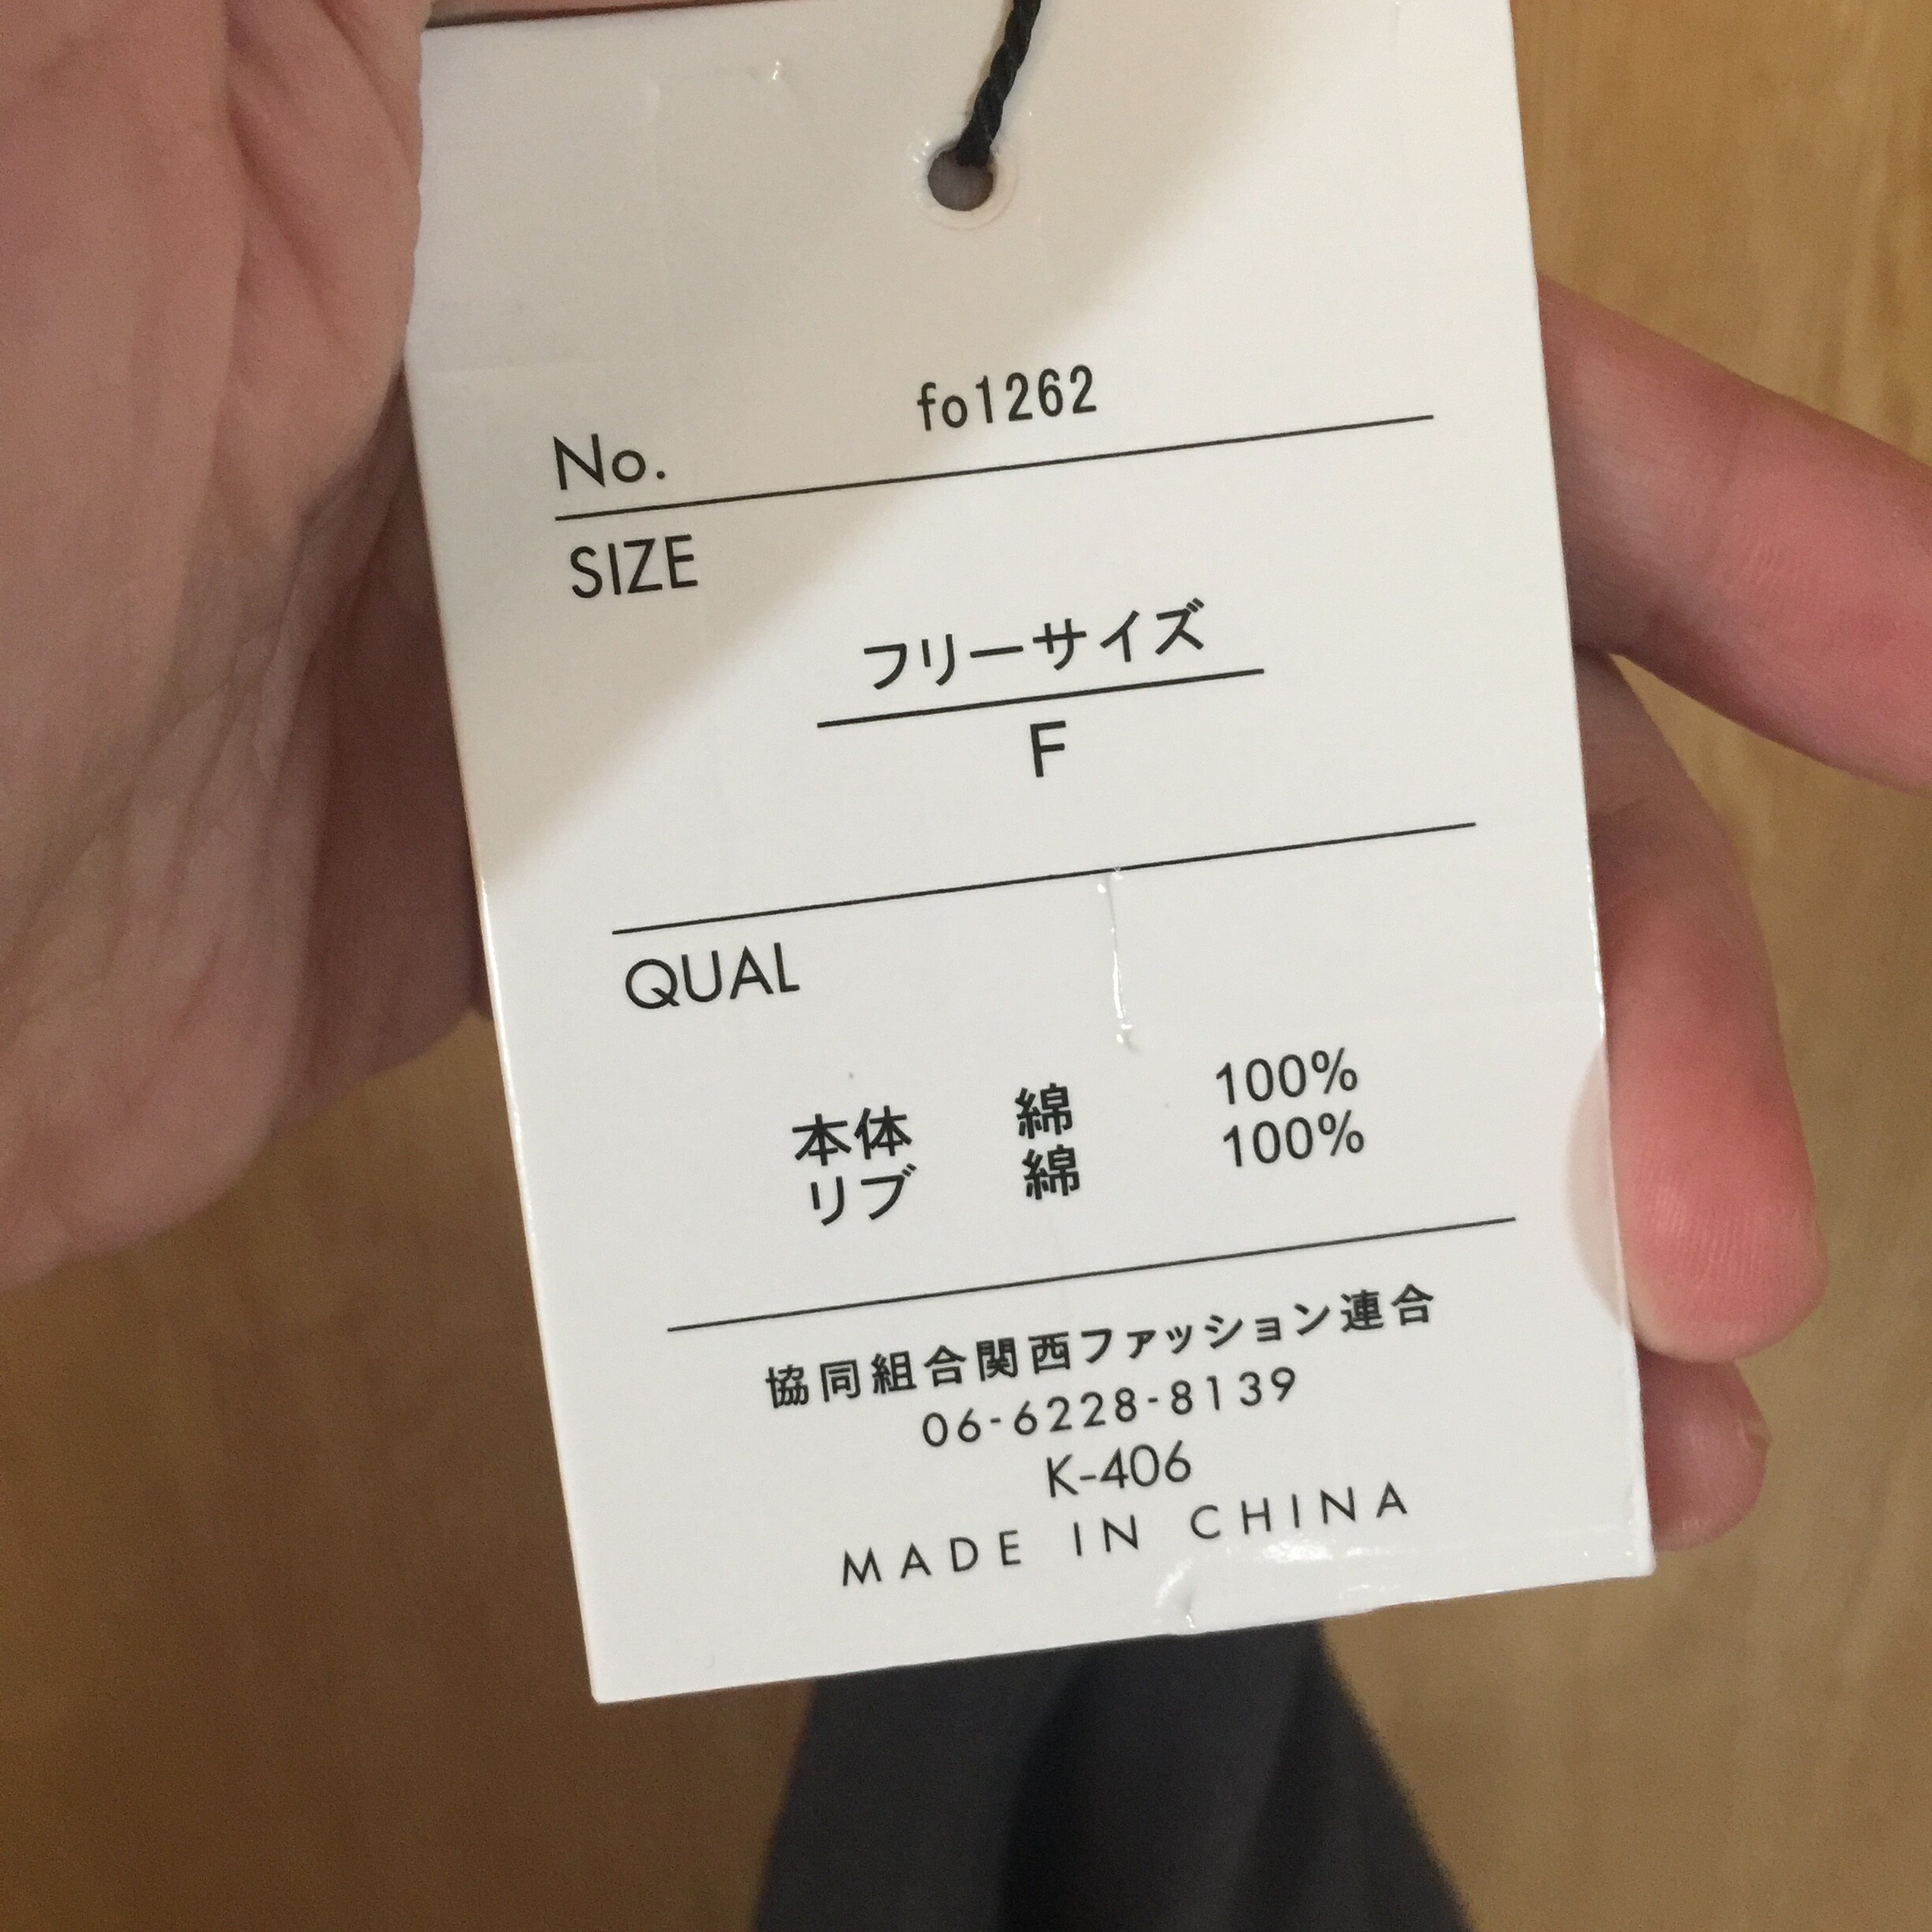 No. fo1262
SIZE
フリーサイズ
F
QUAL
本体 綿 100%
リブ 綿 100%
協同組合関西ファッション連合
06-6228-8139
K-406
MADE IN CHINA